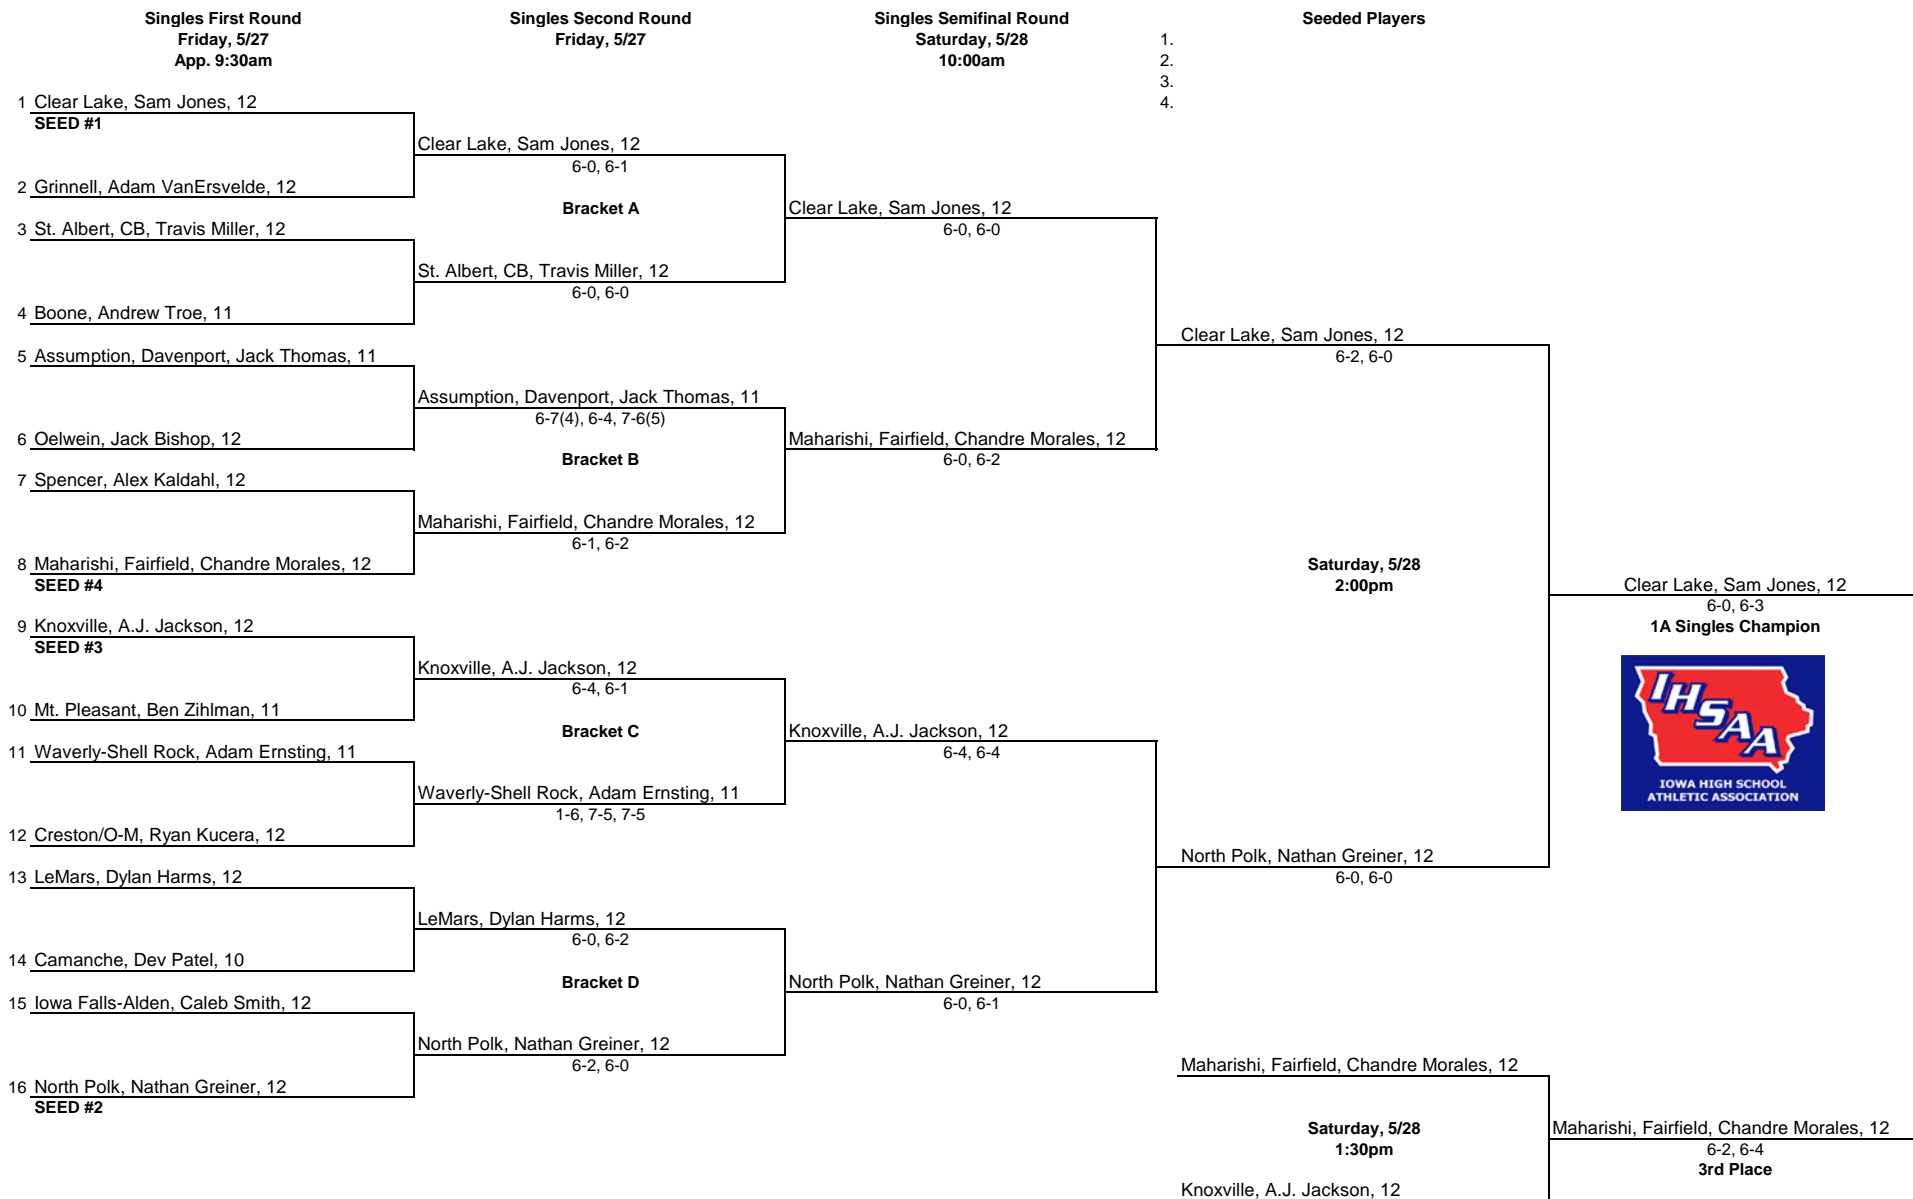 Singles First Round
Friday, 5/27
App. 9:30am
Singles Second Round
Friday, 5/27
Singles Semifinal Round
Saturday, 5/28
10:00am
Seeded Players
1.
2.
3.
4.
1 Clear Lake, Sam Jones, 12
SEED #1
2 Grinnell, Adam VanErsvelde, 12
3 St. Albert, CB, Travis Miller, 12
4 Boone, Andrew Troe, 11
5 Assumption, Davenport, Jack Thomas, 11
6 Oelwein, Jack Bishop, 12
7 Spencer, Alex Kaldahl, 12
8 Maharishi, Fairfield, Chandre Morales, 12
SEED #4
9 Knoxville, A.J. Jackson, 12
SEED #3
10 Mt. Pleasant, Ben Zihlman, 11
11 Waverly-Shell Rock, Adam Ernsting, 11
12 Creston/O-M, Ryan Kucera, 12
13 LeMars, Dylan Harms, 12
14 Camanche, Dev Patel, 10
15 Iowa Falls-Alden, Caleb Smith, 12
16 North Polk, Nathan Greiner, 12
SEED #2
Clear Lake, Sam Jones, 12
6-0, 6-1
Bracket A
St. Albert, CB, Travis Miller, 12
6-0, 6-0
Assumption, Davenport, Jack Thomas, 11
6-7(4), 6-4, 7-6(5)
Bracket B
Maharishi, Fairfield, Chandre Morales, 12
6-1, 6-2
Knoxville, A.J. Jackson, 12
6-4, 6-1
Bracket C
Waverly-Shell Rock, Adam Ernsting, 11
1-6, 7-5, 7-5
LeMars, Dylan Harms, 12
6-0, 6-2
Bracket D
North Polk, Nathan Greiner, 12
6-2, 6-0
Clear Lake, Sam Jones, 12
6-0, 6-0
Maharishi, Fairfield, Chandre Morales, 12
6-0, 6-2
Knoxville, A.J. Jackson, 12
6-4, 6-4
North Polk, Nathan Greiner, 12
6-0, 6-1
Clear Lake, Sam Jones, 12
6-2, 6-0
Saturday, 5/28
2:00pm
North Polk, Nathan Greiner, 12
6-0, 6-0
Clear Lake, Sam Jones, 12
6-0, 6-3
1A Singles Champion
IHSAA
IOWA HIGH SCHOOL
ATHLETIC ASSOCIATION
Maharishi, Fairfield, Chandre Morales, 12
Saturday, 5/28
1:30pm
Knoxville, A.J. Jackson, 12
Maharishi, Fairfield, Chandre Morales, 12
6-2, 6-4
3rd Place